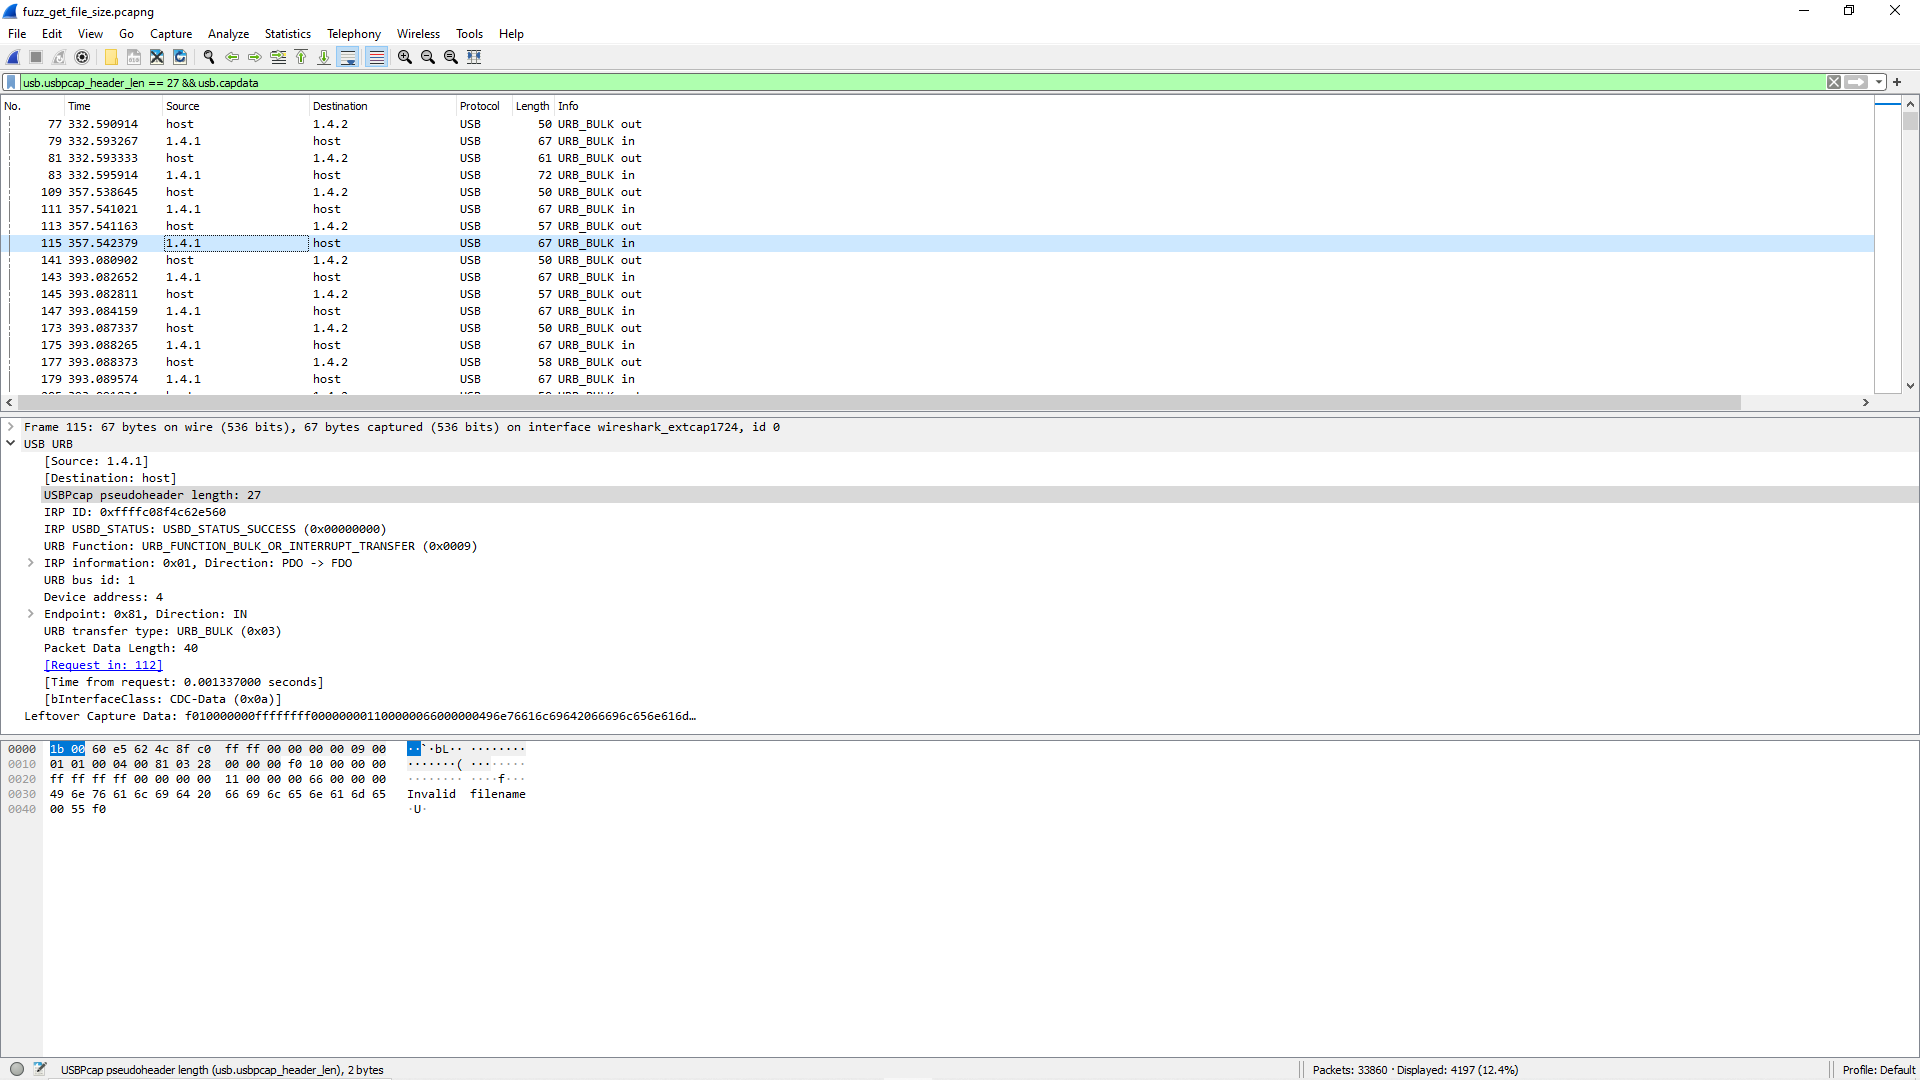 fuzz_get_file_size.pcapng
File Edit View Go Capture Analyze Statistics Telephony Wireless Tools Help
usb.usbpcap_header_len == 27 && usb.capdata
No. Time Source Destination Protocol Length Info
77 332.590914 host 1.4.2 USB 50 URB_BULK out
79 332.593267 1.4.1 host USB 67 URB_BULK in
81 332.593333 host 1.4.2 USB 61 URB_BULK out
83 332.595914 1.4.1 host USB 72 URB_BULK in
109 357.538645 host 1.4.2 USB 50 URB_BULK out
111 357.541021 1.4.1 host USB 67 URB_BULK in
113 357.541163 host 1.4.2 USB 57 URB_BULK out
115 357.542379 1.4.1 host USB 67 URB_BULK in
141 393.080902 host 1.4.2 USB 50 URB_BULK out
143 393.082652 1.4.1 host USB 67 URB_BULK in
145 393.082811 host 1.4.2 USB 57 URB_BULK out
147 393.084159 1.4.1 host USB 67 URB_BULK in
173 393.087337 host 1.4.2 USB 50 URB_BULK out
175 393.088265 1.4.1 host USB 67 URB_BULK in
177 393.088373 host 1.4.2 USB 58 URB_BULK out
179 393.089574 1.4.1 host USB 67 URB_BULK in
Frame 115: 67 bytes on wire (536 bits), 67 bytes captured (536 bits) on interface wireshark_extcap1724, id 0
USB URB
[Source: 1.4.1]
[Destination: host]
USBPcap pseudoheader length: 27
IRP ID: 0xffffc08f4c62e560
IRP USBD_STATUS: USBD_STATUS_SUCCESS (0x00000000)
URB Function: URB_FUNCTION_BULK_OR_INTERRUPT_TRANSFER (0x0009)
IRP information: 0x01, Direction: PDO -> FDO
URB bus id: 1
Device address: 4
Endpoint: 0x81, Direction: IN
URB transfer type: URB_BULK (0x03)
Packet Data Length: 40
[Request in: 112]
[Time from request: 0.001337000 seconds]
[bInterfaceClass: CDC-Data (0x0a)]
Leftover Capture Data: f010000000ffffffff000000001100000066000000496e76616c69642066696c656e616d…
0000 1b 00 60 e5 62 4c 8f c0 ff ff 00 00 00 00 09 00 ··`·bL·· ········
0010 01 01 00 04 00 81 03 28 00 00 00 f0 10 00 00 00 ·······( ········
0020 ff ff ff ff 00 00 00 00 11 00 00 00 66 00 00 00 ········ ····f···
0030 49 6e 76 61 6c 69 64 20 66 69 6c 65 6e 61 6d 65 Invalid filename
0040 00 55 f0 ·U·
USBPcap pseudoheader length (usb.usbpcap_header_len), 2 bytes
Packets: 33860 · Displayed: 4197 (12.4%)
Profile: Default